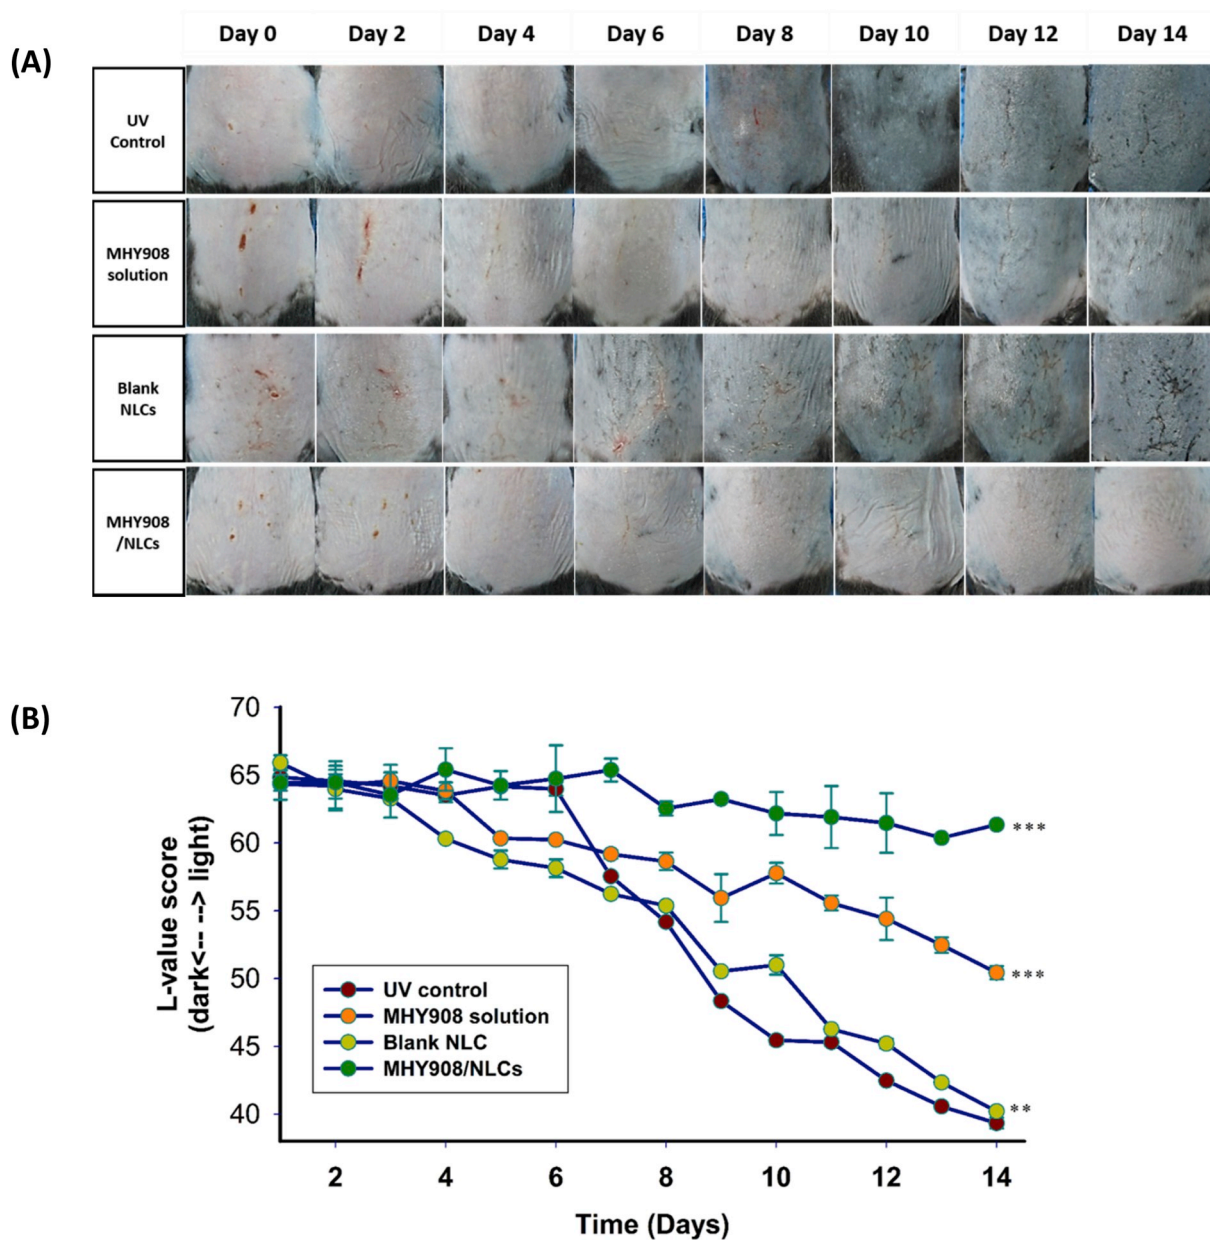 (A)
Day 0 Day 2 Day 4 Day 6 Day 8 Day 10 Day 12 Day 14
UV
Control
MHY908
solution
Blank
NLCs
MHY908
/NLCs
(B)
L-value score
(dark<-- --> light)
70
65
60
55
50
45
40
***
***
**
UV control
MHY908 solution
Blank NLC
MHY908/NLCs
2 4 6 8 10 12 14
Time (Days)